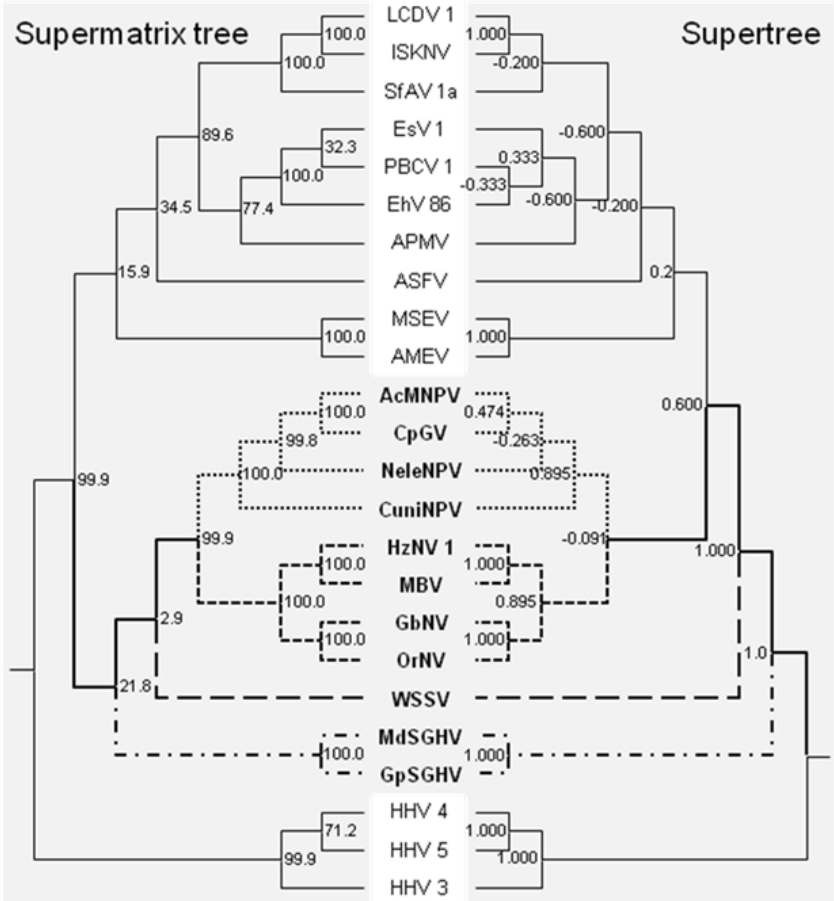 Supermatrix tree
Supertree
LCDV 1
100.0
1.000
ISKNV
100.0
-0.200
SfAV 1a
EsV 1
89.6
-0.600
32.3
0.333
PBCV 1
100.0
-0.333
EhV 86
77.4
-0.600
34.5
-0.200
APMV
15.9
0.2
ASFV
MSEV
100.0
1.000
AMEV
AcMNPV
100.0
0.474
0.600
CpGV
99.8
-0.263
NeleNPV
100.0
0.895
99.9
CuniNPV
HzNV 1
99.9
-0.091
1.000
100.0
1.000
MBV
100.0
0.895
GbNV
2.9
100.0
1.000
OrNV
1.0
21.8
WSSV
MdSGHV
100.0
1.000
GpSGHV
HHV 4
71.2
1.000
HHV 5
99.9
1.000
HHV 3